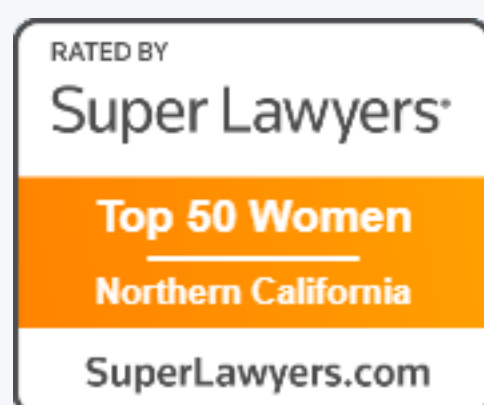 RATED BY
Super Lawyers®
Top 50 Women
Northern California
SuperLawyers.com